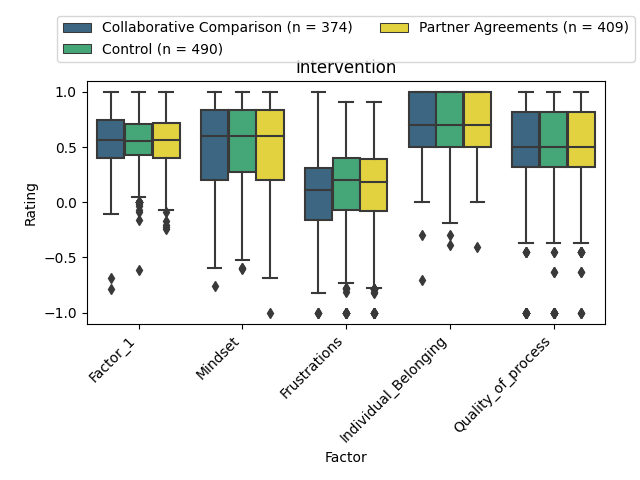 Collaborative Comparison (n = 374)
Control (n = 490)
Partner Agreements (n = 409)
Intervention
1.0
0.5
0.0
−0.5
−1.0
Rating
Factor_1
Mindset
Frustrations
Individual_Belonging
Quality_of_process
Factor